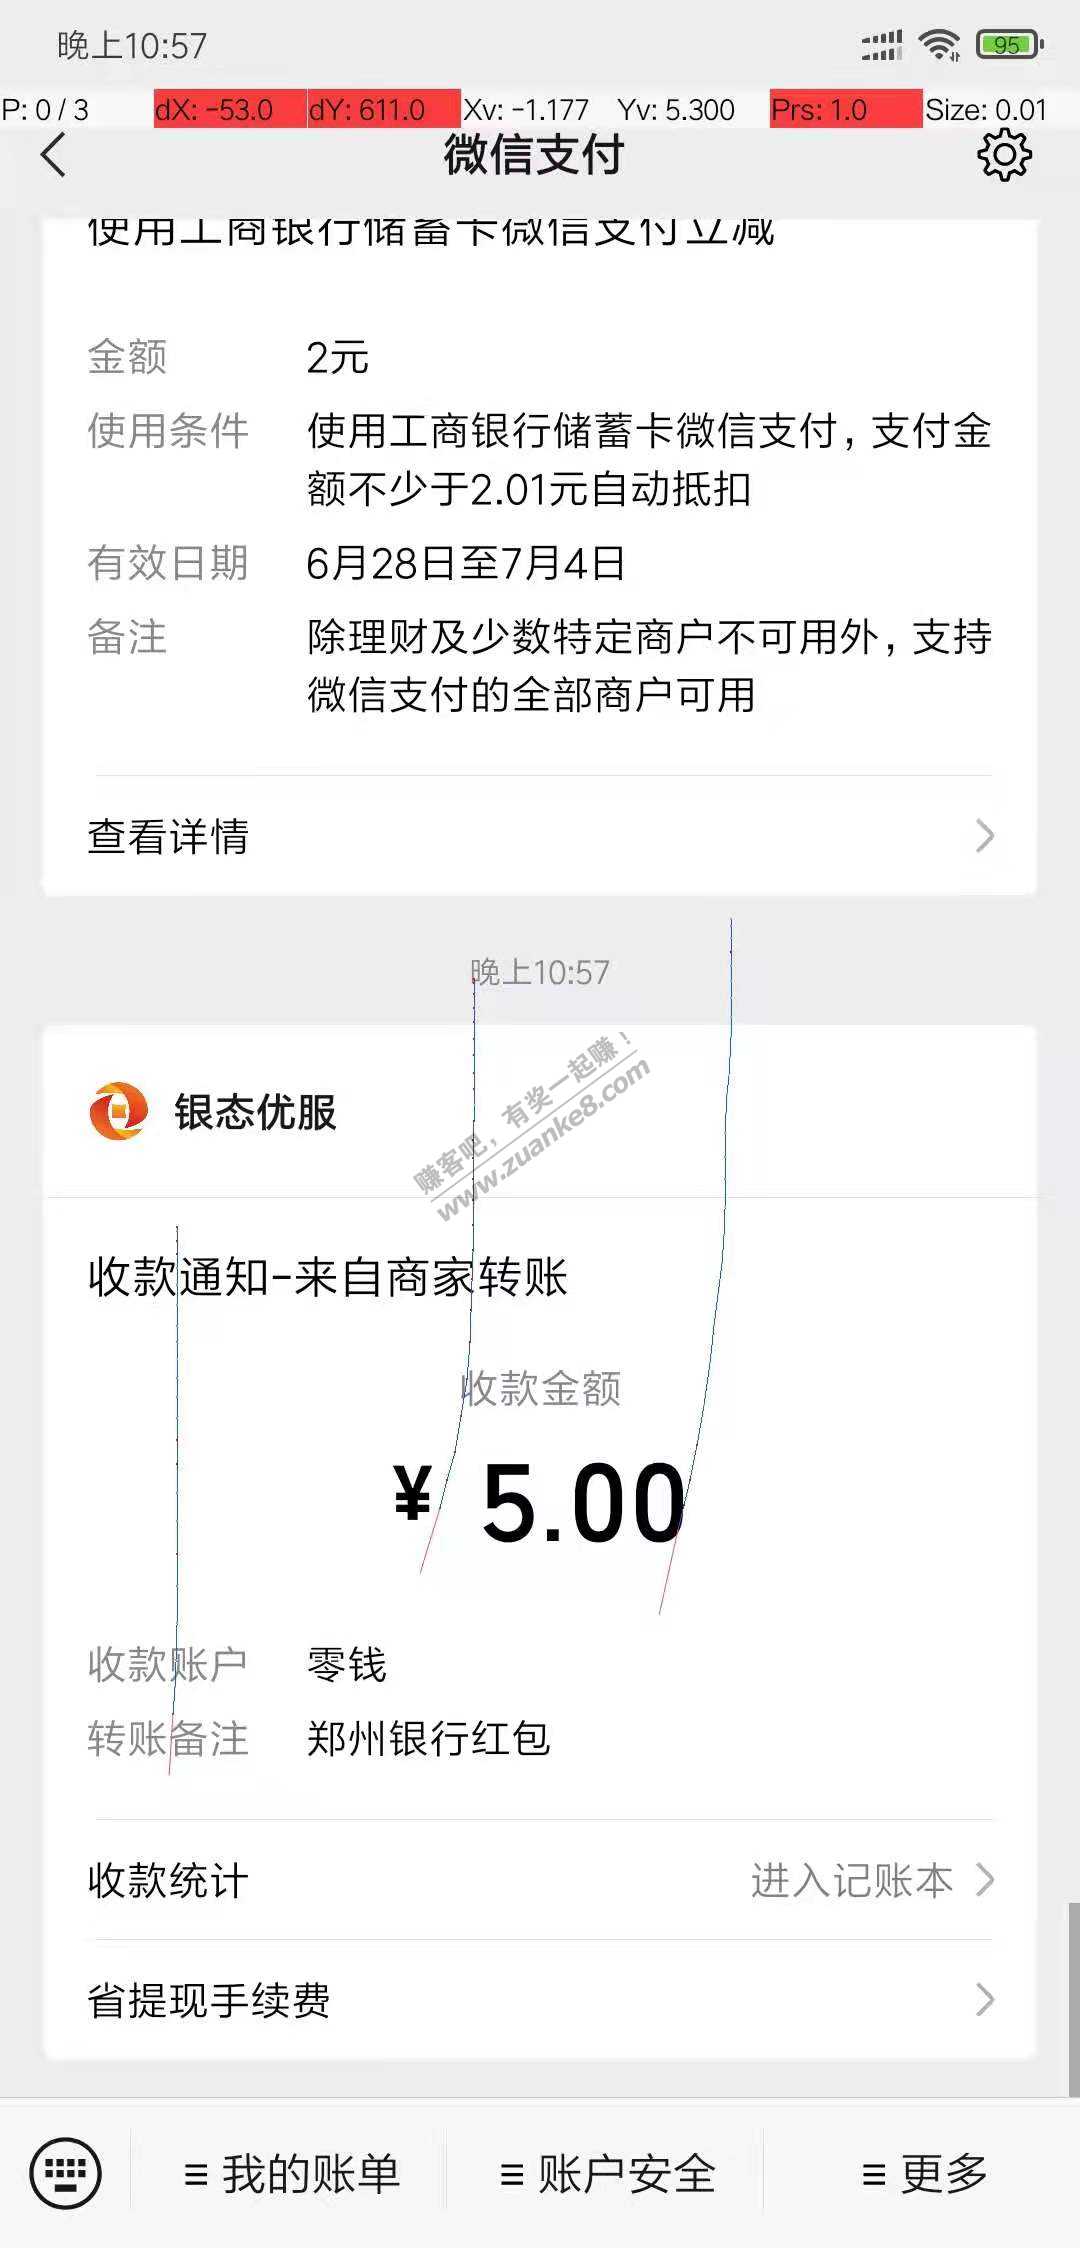 晚上10:57
95
P: 0 / 3 dX: -53.0 dY: 611.0 Xv: -1.177 Yv: 5.300 Prs: 1.0 Size: 0.01
微信支付
使用工商银行储蓄卡微信支付立减
金额 2元
使用条件 使用工商银行储蓄卡微信支付，支付金
额不少于2.01元自动抵扣
有效日期 6月28日至7月4日
备注 除理财及少数特定商户不可用外，支持
微信支付的全部商户可用
查看详情
晚上10:57
赚客吧，有奖一起赚！
www.zuanke8.com
银态优服
收款通知-来自商家转账
收款金额
¥ 5.00
收款账户 零钱
转账备注 郑州银行红包
收款统计 进入记账本
省提现手续费
我的账单 账户安全 更多